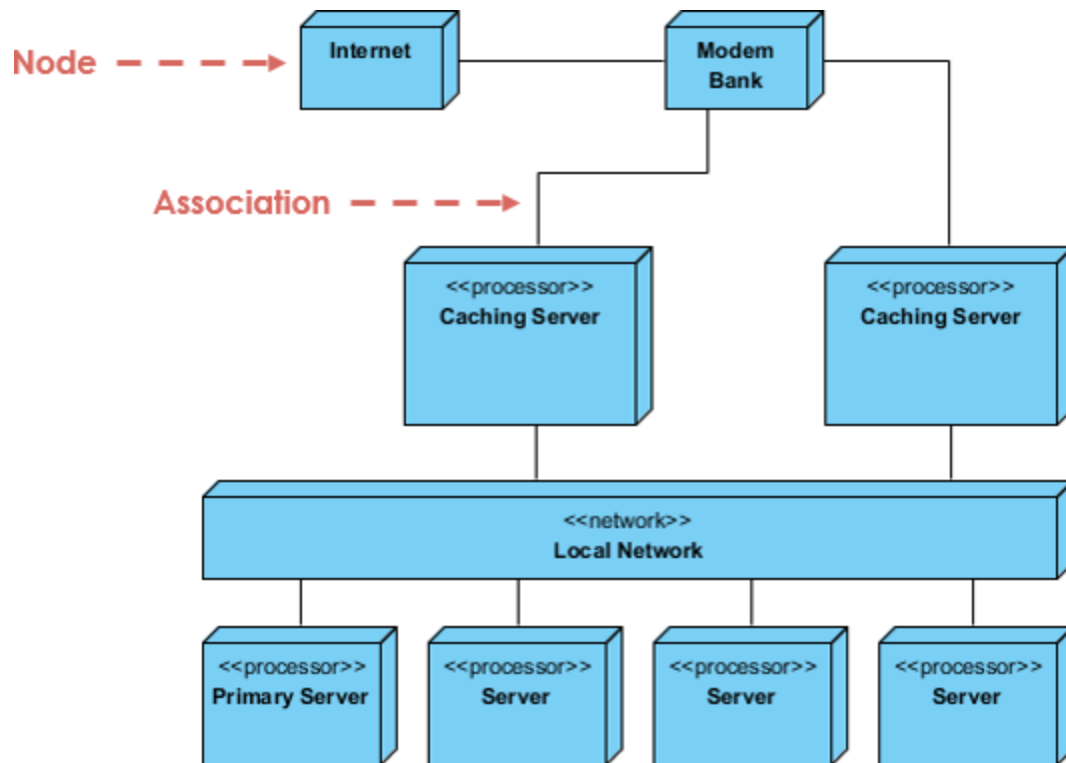 Node
Internet
Modem
Bank
Association
<<processor>>
Caching Server
<<processor>>
Caching Server
<<network>>
Local Network
<<processor>>
Primary Server
<<processor>>
Server
<<processor>>
Server
<<processor>>
Server